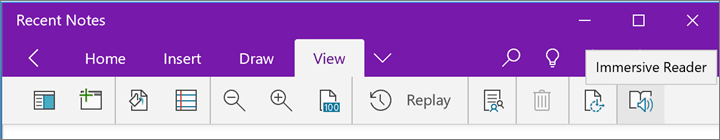 Recent Notes
Home Insert Draw View
Immersive Reader
100 Replay